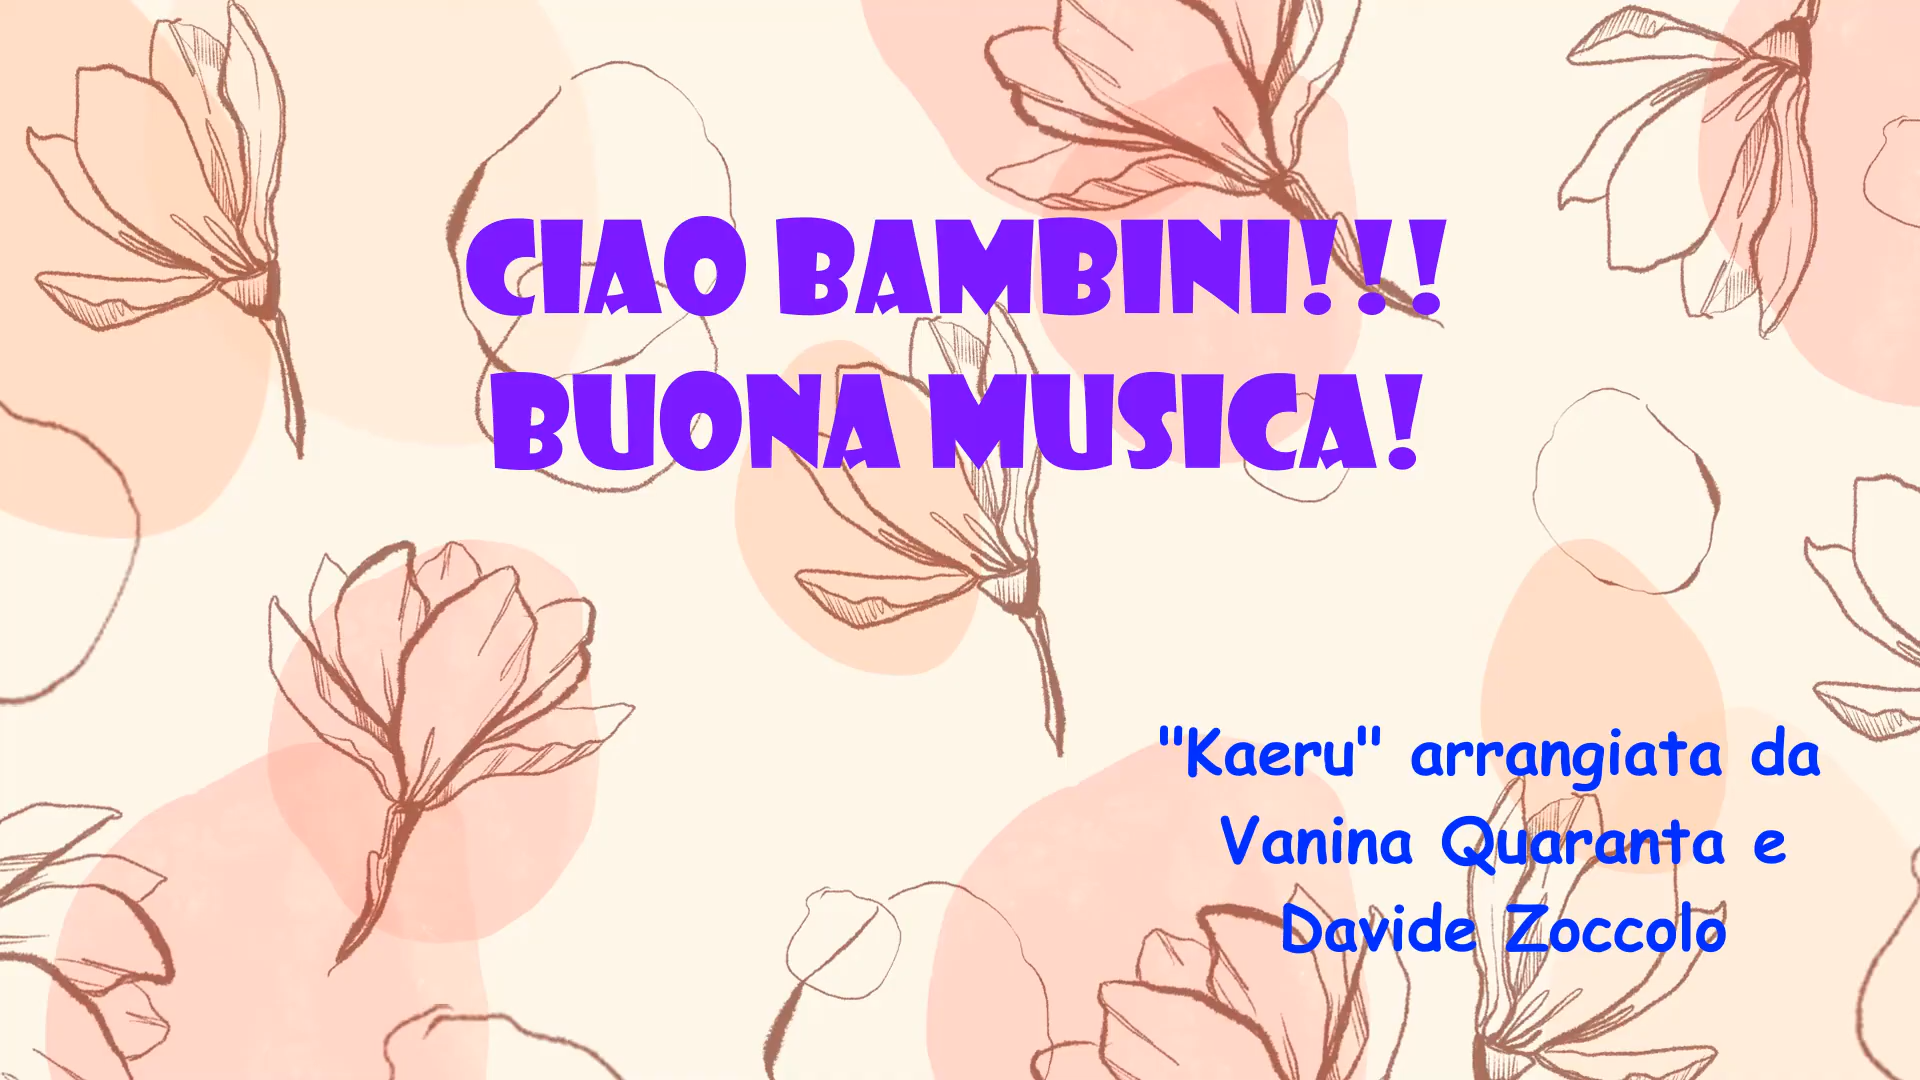 CIAO BAMBINI!!!
BUONA MUSICA!
"Kaeru" arrangiata da
Vanina Quaranta e
Davide Zoccolo